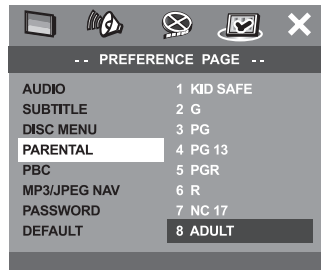 -- PREFERENCE PAGE --
AUDIO 1 KID SAFE
SUBTITLE 2 G
DISC MENU 3 PG
PARENTAL 4 PG 13
PBC 5 PGR
MP3/JPEG NAV 6 R
PASSWORD 7 NC 17
DEFAULT 8 ADULT